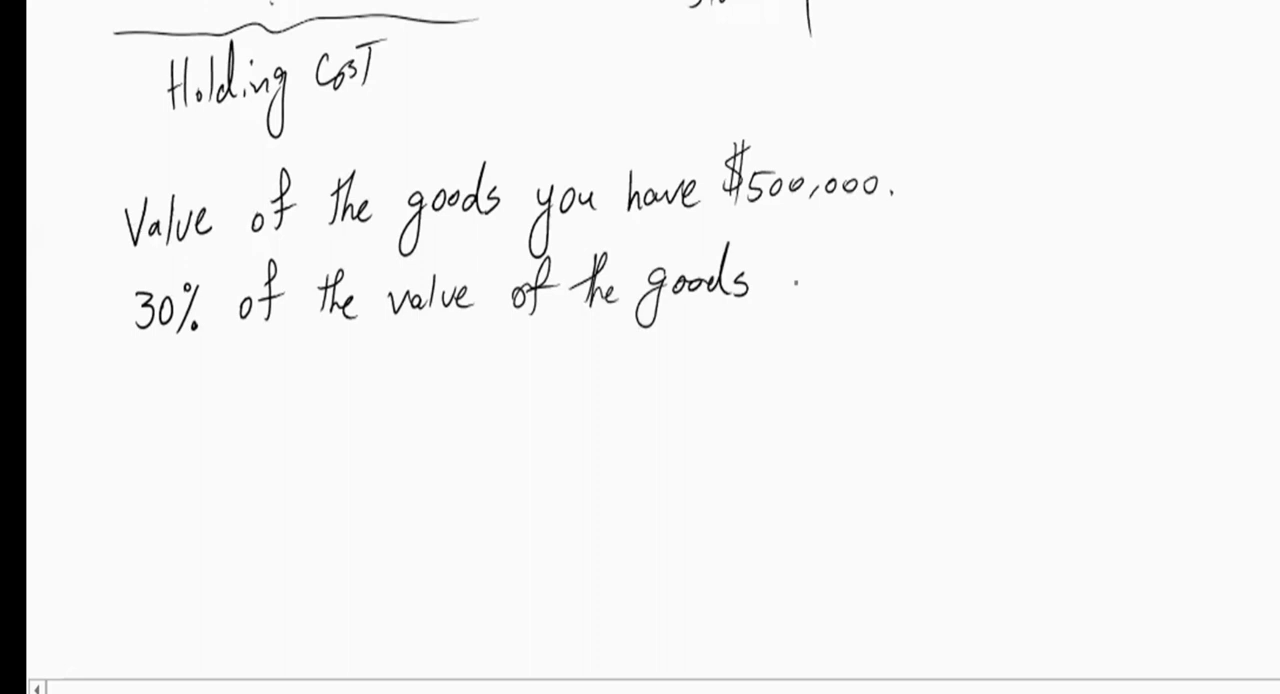 Holding Cost
Value of the goods you have $500,000.
30% of the value of the goods .